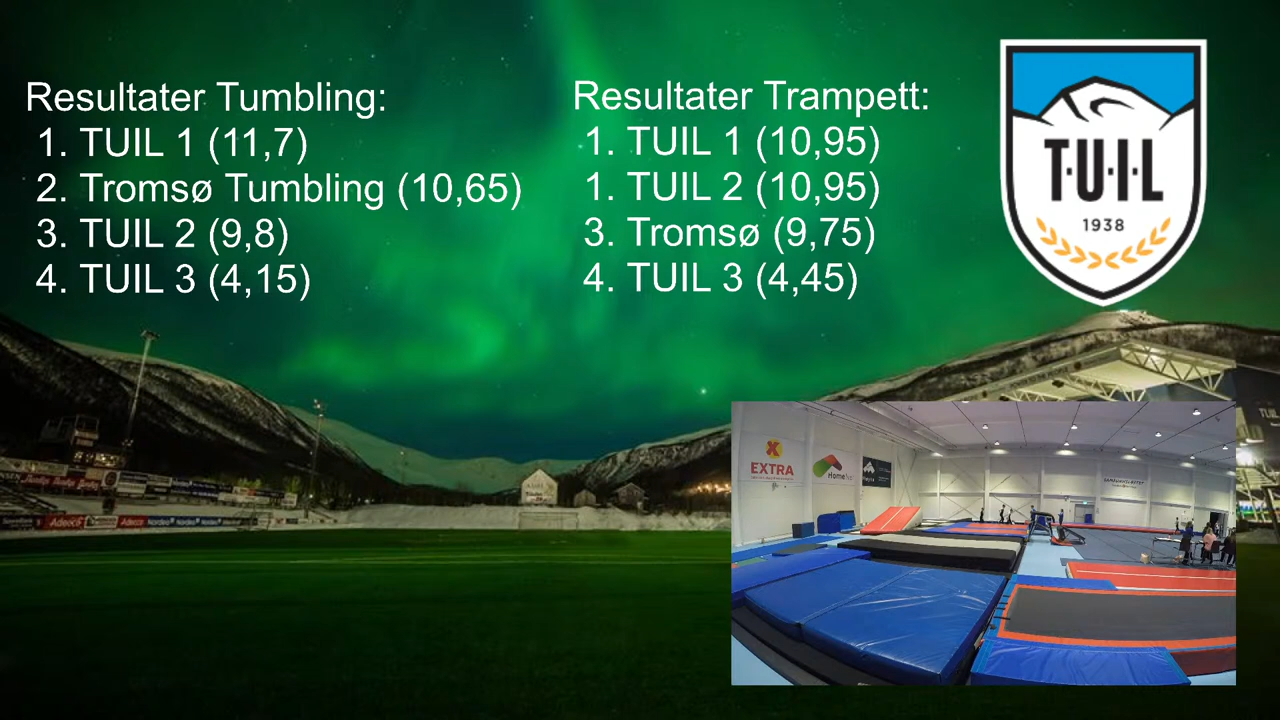 Resultater Tumbling:
1. TUIL 1 (11,7)
2. Tromsø Tumbling (10,65)
3. TUIL 2 (9,8)
4. TUIL 3 (4,15)
Resultater Trampett:
1. TUIL 1 (10,95)
1. TUIL 2 (10,95)
3. Tromsø (9,75)
4. TUIL 3 (4,45)
T·U·I·L
1938
EXTRA
Adecco
Adecco
TUIL